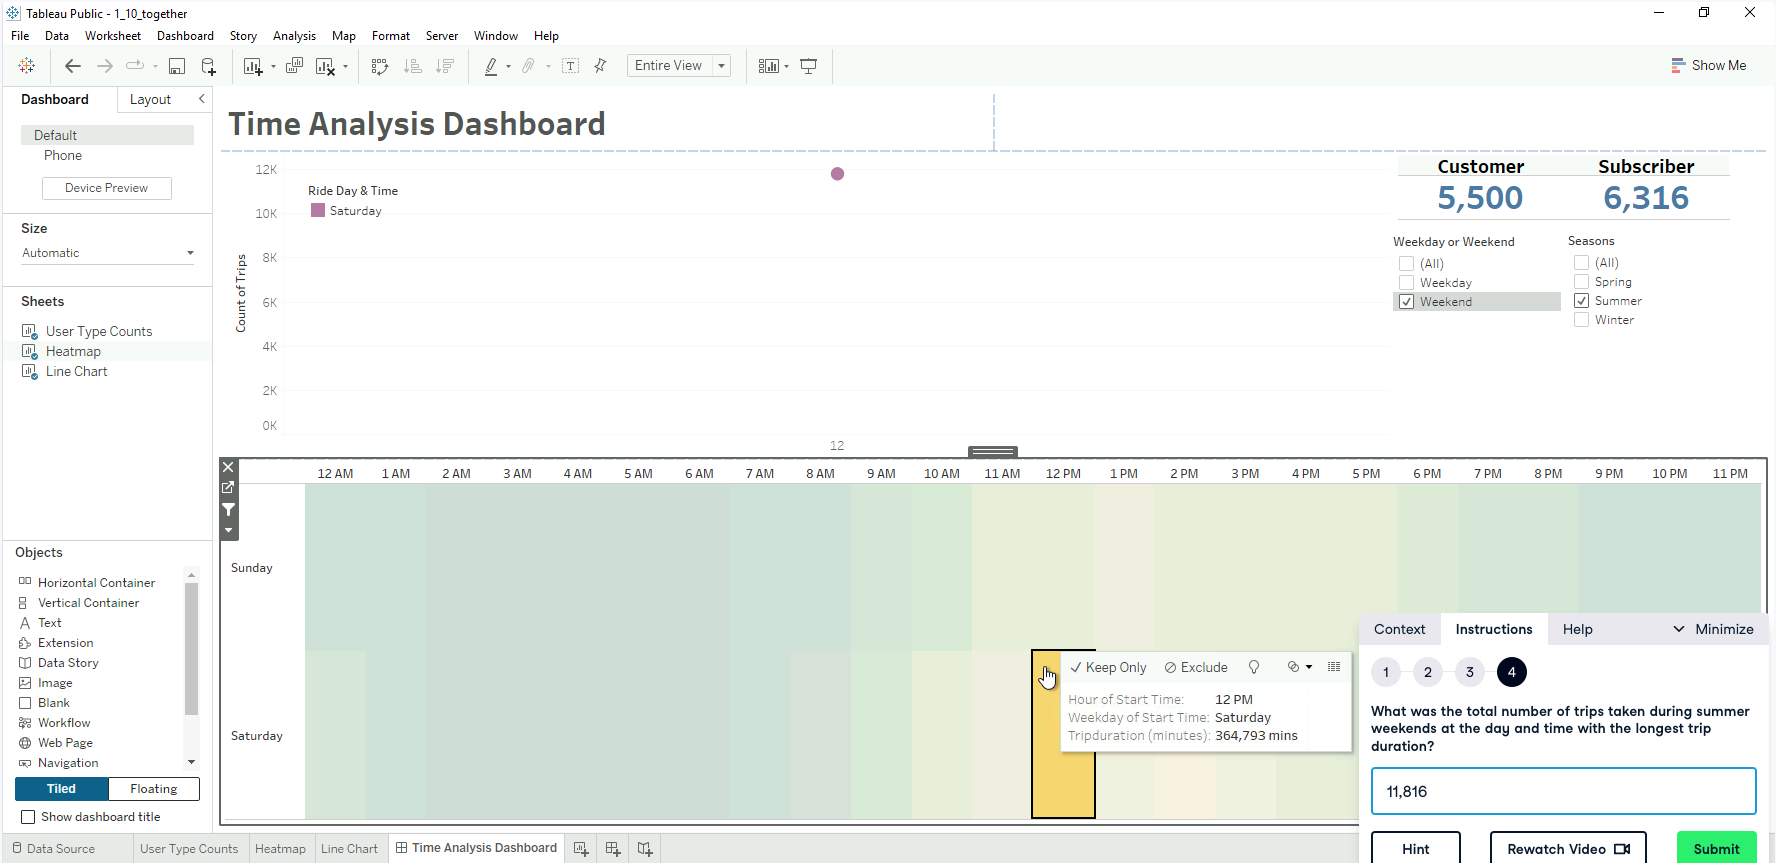 Tableau Public - 1_10_together
File Data Worksheet Dashboard Story Analysis Map Format Server Window Help
Entire View
Show Me
Dashboard Layout
Default
Phone
Device Preview
Size
Automatic
Sheets
User Type Counts
Heatmap
Line Chart
Objects
Horizontal Container
Vertical Container
Text
Extension
Data Story
Image
Blank
Workflow
Web Page
Navigation
Tiled Floating
Show dashboard title
Time Analysis Dashboard
12K
10K
8K
6K
4K
2K
0K
Count of Trips
Ride Day & Time
Saturday
12
Customer Subscriber
5,500 6,316
Weekday or Weekend
(All)
Weekday
Weekend
Seasons
(All)
Spring
Summer
Winter
12 AM 1 AM 2 AM 3 AM 4 AM 5 AM 6 AM 7 AM 8 AM 9 AM 10 AM 11 AM 12 PM 1 PM 2 PM 3 PM 4 PM 5 PM 6 PM 7 PM 8 PM 9 PM 10 PM 11 PM
Sunday
Saturday
Keep Only Exclude
Hour of Start Time: 12 PM
Weekday of Start Time: Saturday
Tripduration (minutes): 364,793 mins
Context Instructions Help Minimize
1 2 3 4
What was the total number of trips taken during summer
weekends at the day and time with the longest trip
duration?
11,816
Hint Rewatch Video Submit
Data Source User Type Counts Heatmap Line Chart Time Analysis Dashboard